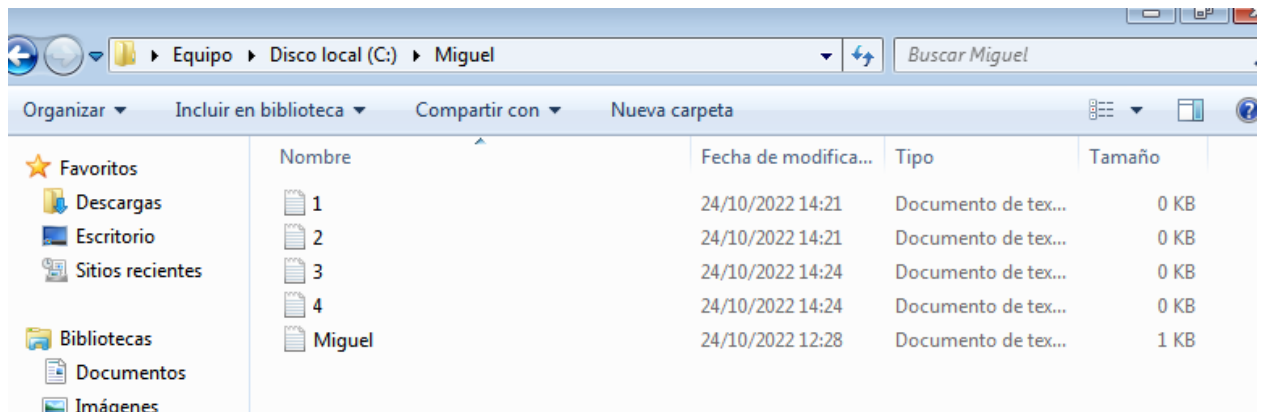 Equipo Disco local (C:) Miguel Buscar Miguel
Organizar Incluir en biblioteca Compartir con Nueva carpeta
Favoritos
Descargas
Escritorio
Sitios recientes
Bibliotecas
Documentos
Imágenes
Nombre Fecha de modifica... Tipo Tamaño
1 24/10/2022 14:21 Documento de tex... 0 KB
2 24/10/2022 14:21 Documento de tex... 0 KB
3 24/10/2022 14:24 Documento de tex... 0 KB
4 24/10/2022 14:24 Documento de tex... 0 KB
Miguel 24/10/2022 12:28 Documento de tex... 1 KB